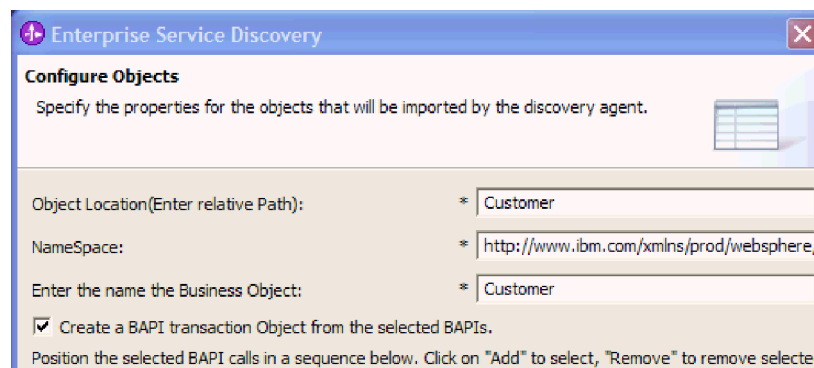 Enterprise Service Discovery
Configure Objects
Specify the properties for the objects that will be imported by the discovery agent.
Object Location(Enter relative Path): * Customer
NameSpace: * http://www.ibm.com/xmlns/prod/websphere,
Enter the name the Business Object: * Customer
Create a BAPI transaction Object from the selected BAPIs.
Position the selected BAPI calls in a sequence below. Click on "Add" to select, "Remove" to remove selecte